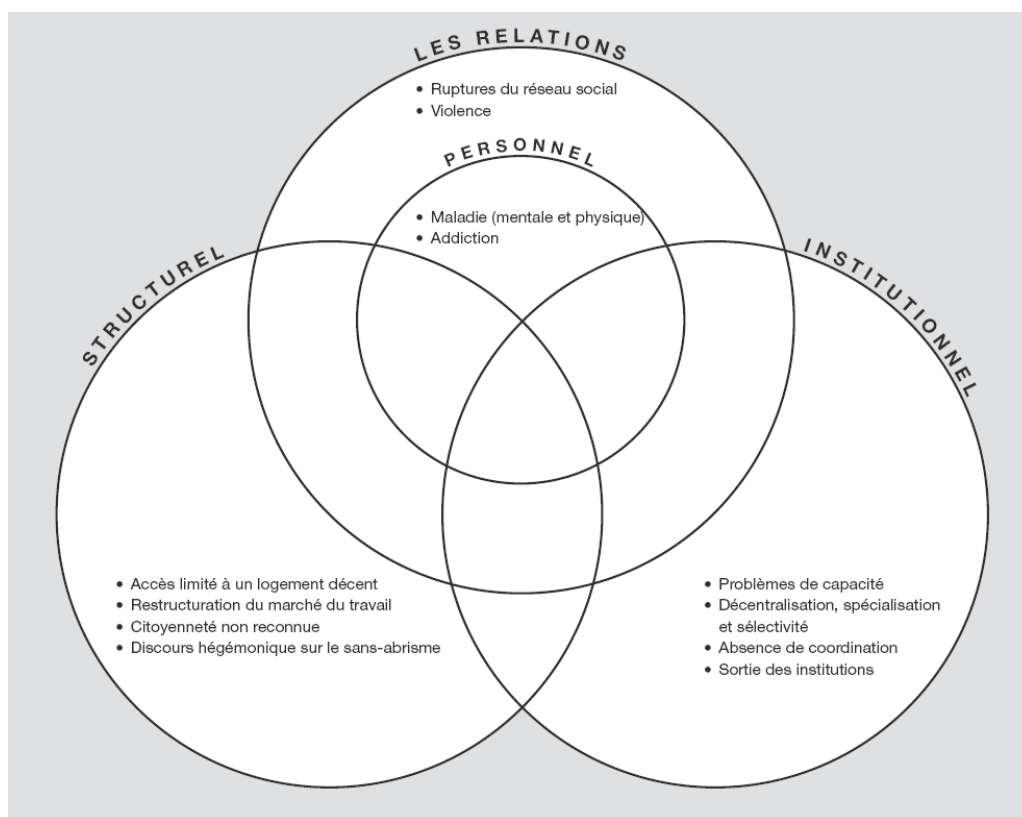 LES RELATIONS
• Ruptures du réseau social
• Violence
PERSONNEL
• Maladie (mentale et physique)
• Addiction
STRUCTUREL
• Accès limité à un logement décent
• Restructuration du marché du travail
• Citoyenneté non reconnue
• Discours hégémonique sur le sans-abrisme
INSTITUTIONNEL
• Problèmes de capacité
• Décentralisation, spécialisation
et sélectivité
• Absence de coordination
• Sortie des institutions